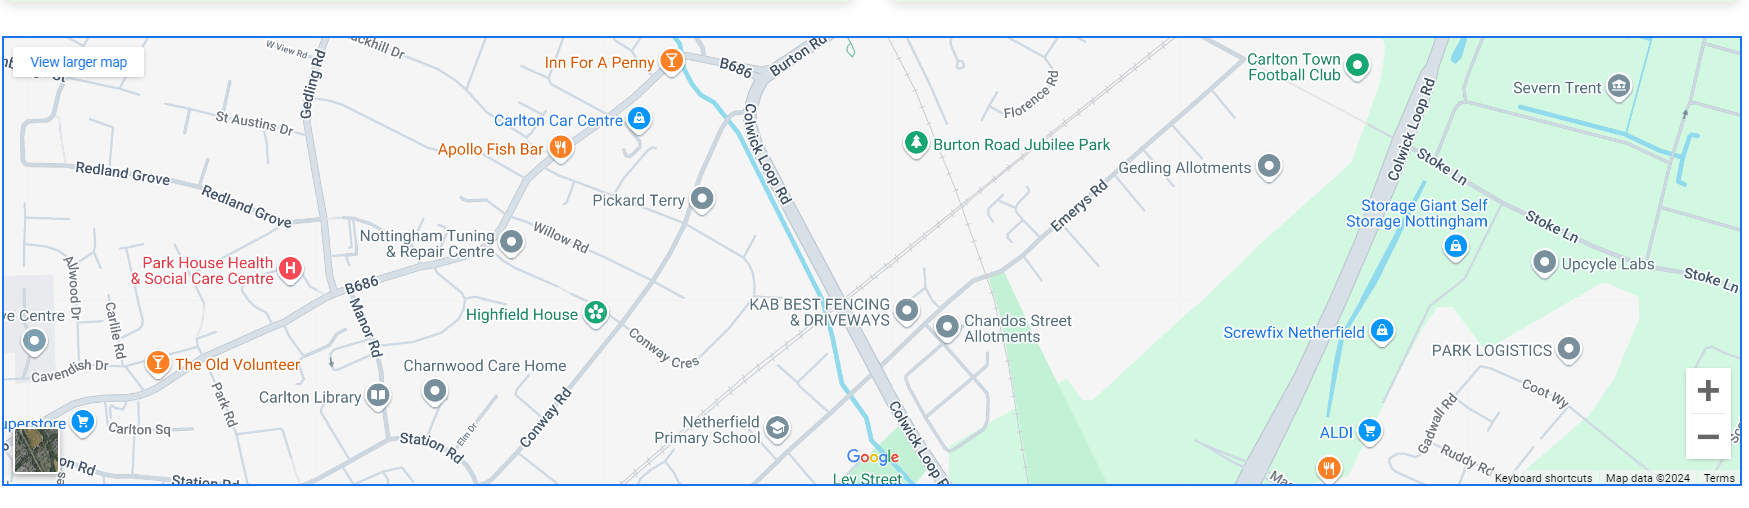 View larger map
W View Rd
Gedling Rd
St Austins Dr
Redland Grove
Redland Grove
Inn For A Penny
B686
Burton Rd
Carlton Car Centre
Apollo Fish Bar
Colwick Loop Rd
Florence Rd
Burton Road Jubilee Park
Carlton Town
Football Club
Severn Trent
Colwick Loop Rd
Gedling Allotments
Stoke Ln
Emerys Rd
Pickard Terry
Storage Giant Self
Storage Nottingham
Stoke Ln
Willow Rd
Nottingham Tuning
& Repair Centre
Park House Health
& Social Care Centre
Upcycle Labs
Stoke Ln
Allwood Dr
B686
Carlile Rd
Manor Rd
Highfield House
KAB BEST FENCING
& DRIVEWAYS
Chandos Street
Allotments
Screwfix Netherfield
PARK LOGISTICS
Conway Cres
Cavendish Dr
The Old Volunteer
Charnwood Care Home
Carlton Library
Park Rd
Coot Wy
Gadwall Rd
Conway Rd
Netherfield
Primary School
Colwick Loop
ALDI
Carlton Sq
Elm Dr
Station Rd
Ruddy Rd
Google
Ley Street
Station Rd
Keyboard shortcuts
Map data ©2024
Terms